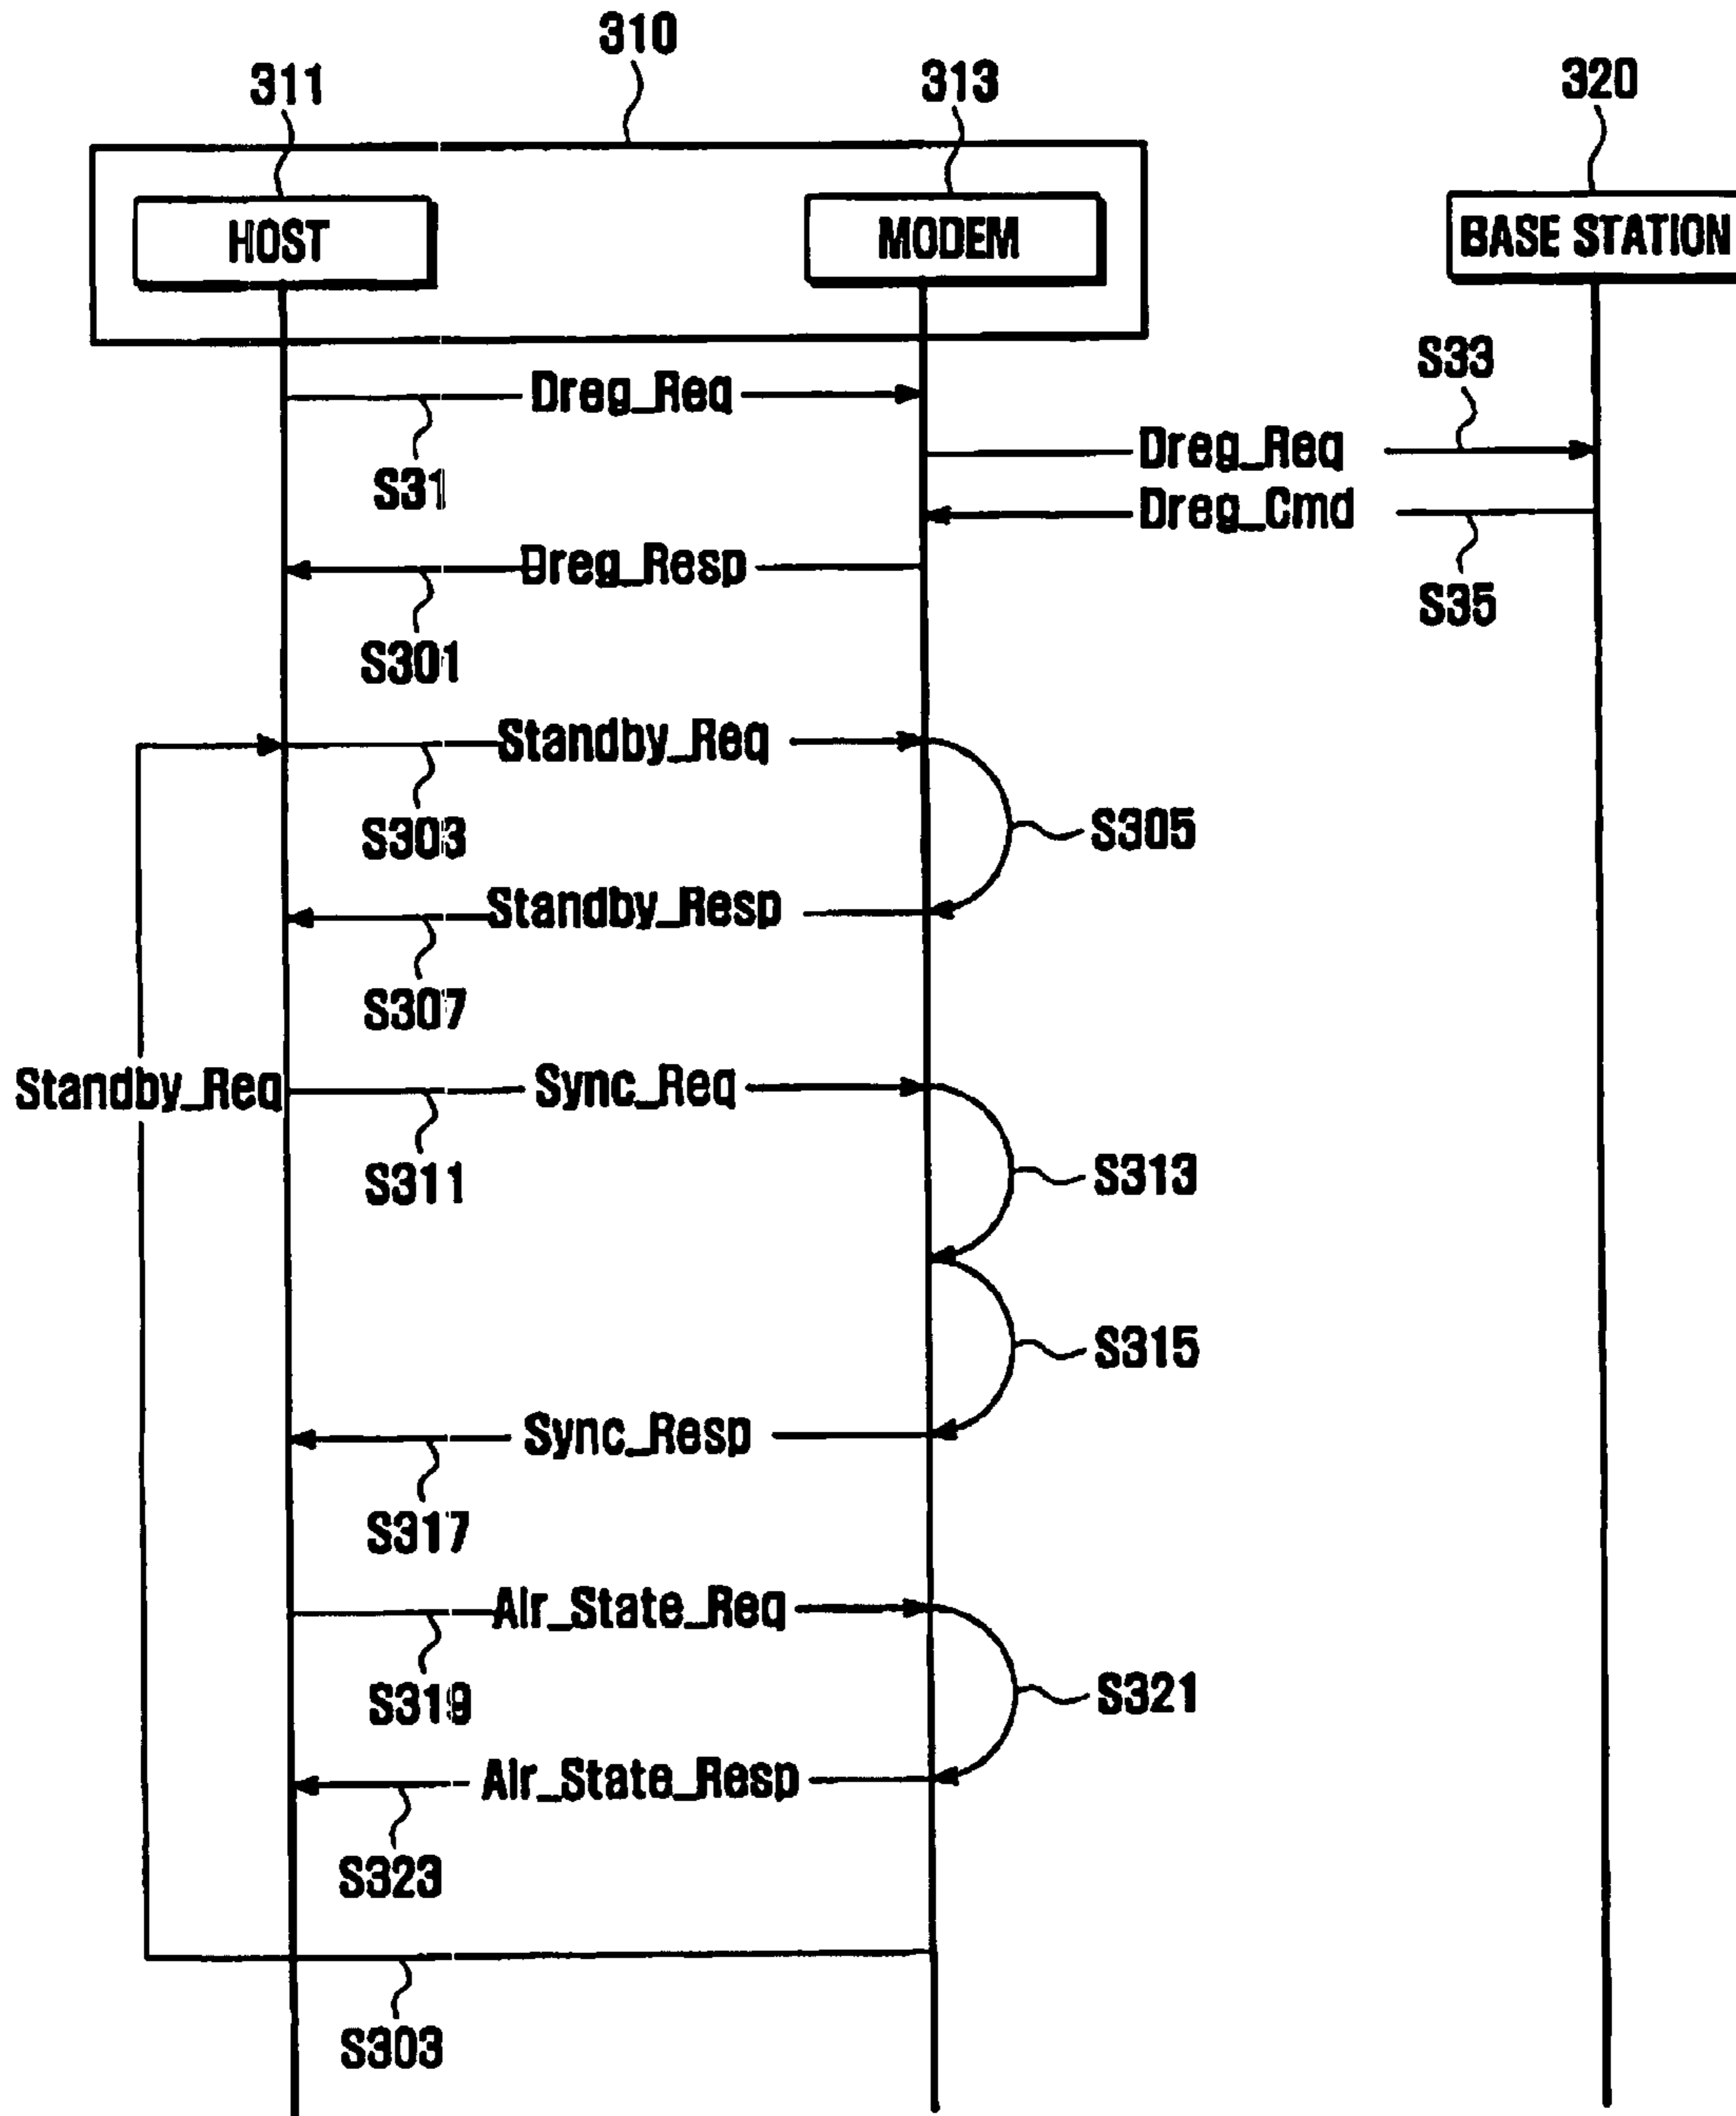 310
311
313
320
HOST
MODEM
BASE STATION
Dreg_Req
S31
S33
Dreg_Req
Dreg_Cmd
S35
Dreg_Resp
S301
Standby_Req
S303
S305
Standby_Resp
S307
Standby_Req
Sync_Req
S311
S313
S315
Sync_Resp
S317
Air_State_Req
S319
S321
Air_State_Resp
S323
S303